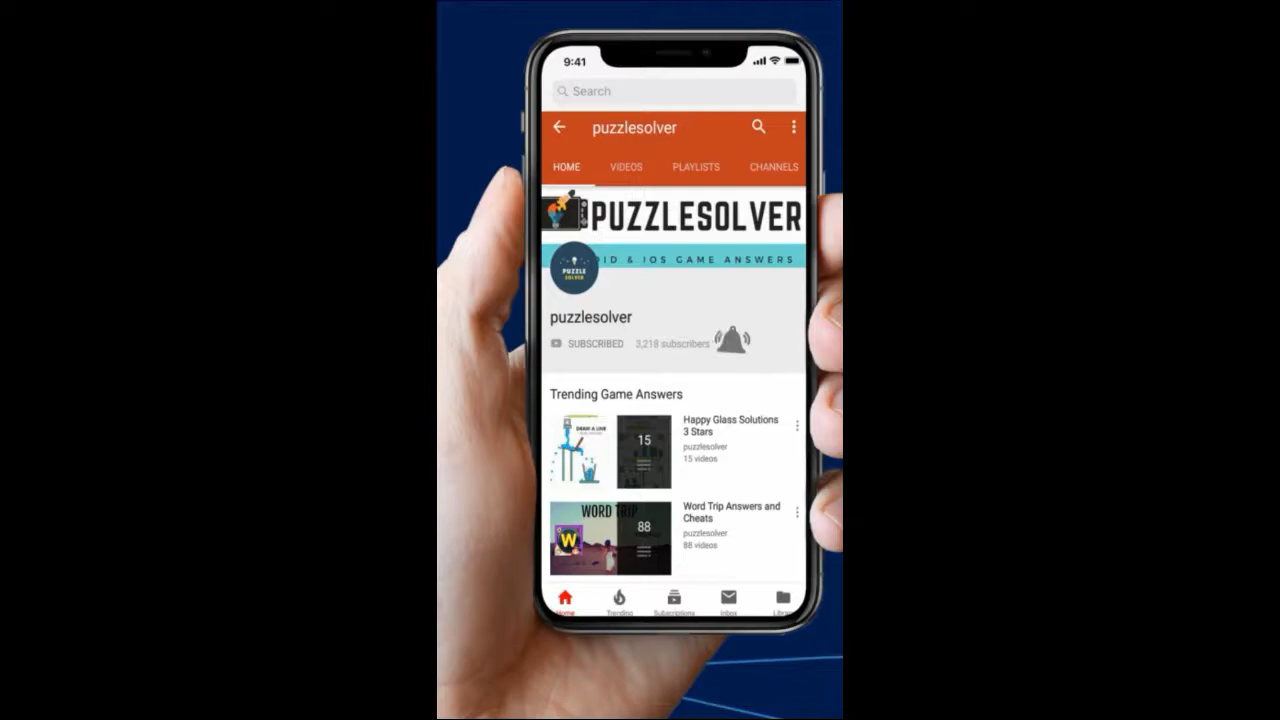 9:41
Search
puzzlesolver
HOME VIDEOS PLAYLISTS CHANNELS
PUZZLESOLVER
& IOS GAME ANSWERS
PUZZLE
SOLVER
puzzlesolver
SUBSCRIBED 3,218 subscribers
Trending Game Answers
DRAW A LINE
15
Happy Glass Solutions
3 Stars
puzzlesolver
15 videos
WORD TRIP
W
88
Word Trip Answers and
Cheats
puzzlesolver
88 videos
Home Trending Subscriptions Inbox